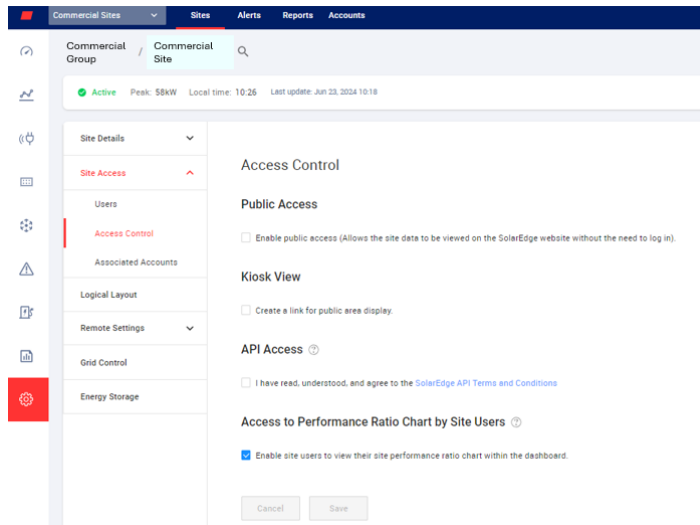 Commercial Sites
Sites
Alerts
Reports
Accounts
Commercial
Group
/
Commercial
Site
Active
Peak: 58kW
Local time: 10:26
Last update: Jun 23, 2024 10:18
Site Details
Site Access
Users
Access Control
Associated Accounts
Logical Layout
Remote Settings
Grid Control
Energy Storage
Access Control
Public Access
Enable public access (Allows the site data to be viewed on the SolarEdge website without the need to log in).
Kiosk View
Create a link for public area display.
API Access ?
I have read, understood, and agree to the SolarEdge API Terms and Conditions
Access to Performance Ratio Chart by Site Users ?
Enable site users to view their site performance ratio chart within the dashboard.
Cancel
Save